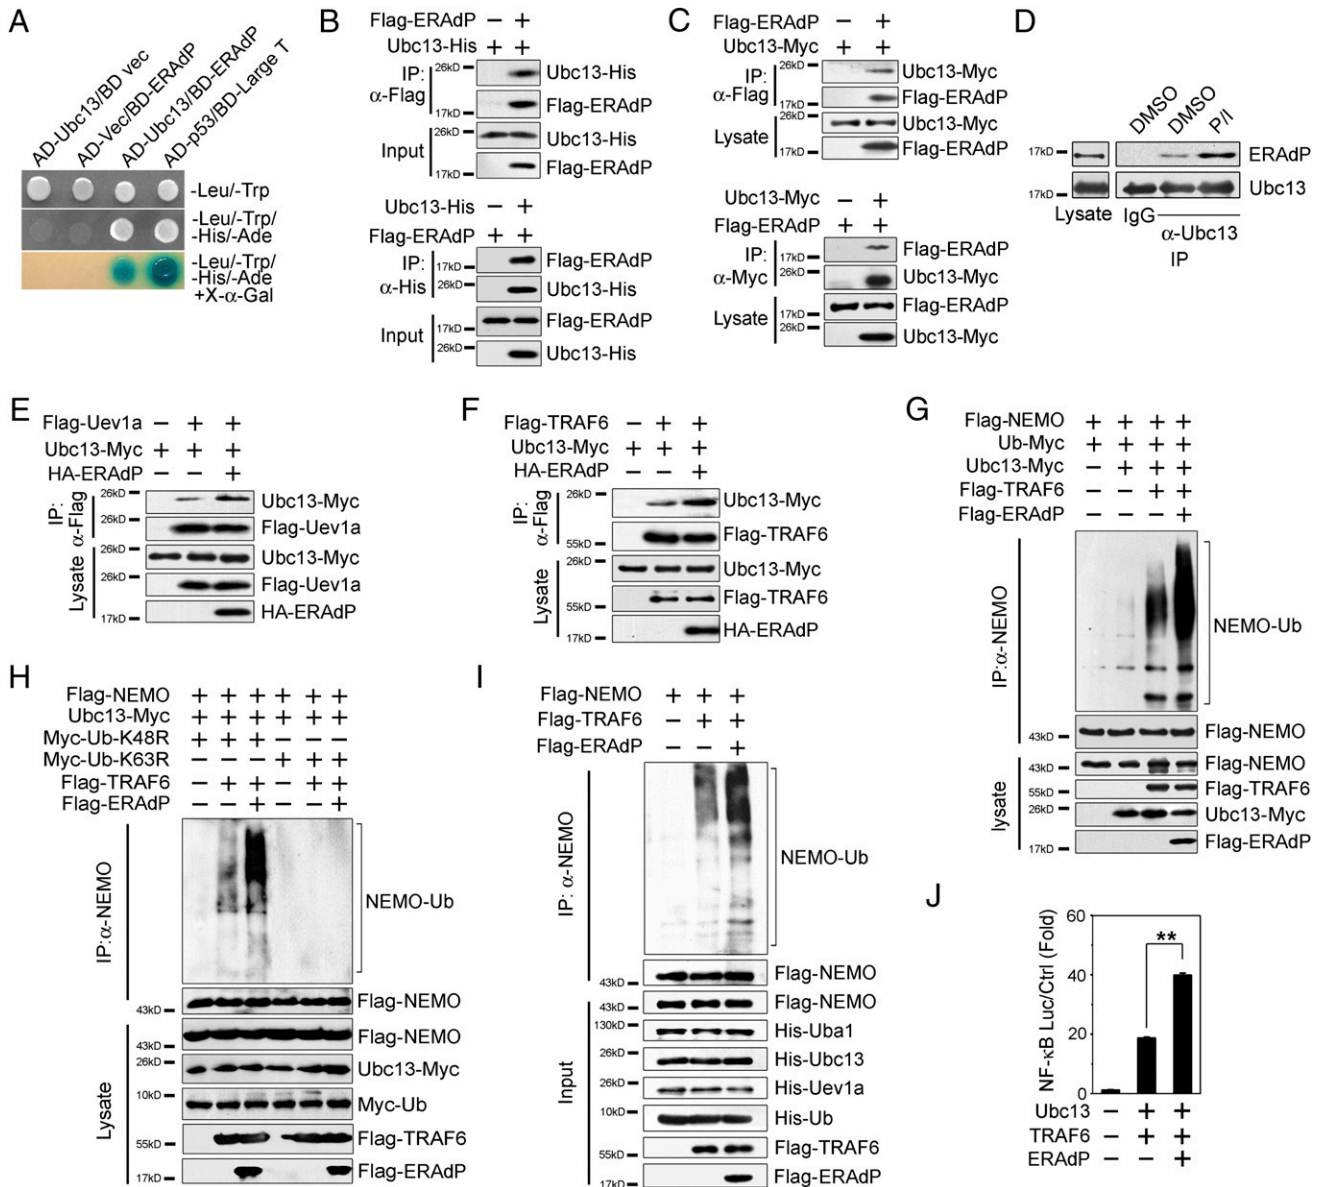 A
AD-Ubc13/BD vec
AD-Vec/BD-ERAdP
AD-Ubc13/BD-ERAdP
AD-p53/BD-Large T
-Leu/-Trp
-Leu/-Trp/
-His/-Ade
-Leu/-Trp/
-His/-Ade
+X-α-Gal
B
Flag-ERAdP − +
Ubc13-His + +
IP:
α-Flag
26kD Ubc13-His
17kD Flag-ERAdP
Input
26kD Ubc13-His
17kD Flag-ERAdP
Ubc13-His − +
Flag-ERAdP + +
IP:
α-His
17kD Flag-ERAdP
26kD Ubc13-His
Input
17kD Flag-ERAdP
26kD Ubc13-His
C
Flag-ERAdP − +
Ubc13-Myc + +
IP:
α-Flag
26kD Ubc13-Myc
17kD Flag-ERAdP
Lysate
26kD Ubc13-Myc
17kD Flag-ERAdP
Ubc13-Myc − +
Flag-ERAdP + +
IP:
α-Myc
17kD Flag-ERAdP
26kD Ubc13-Myc
Lysate
17kD Flag-ERAdP
26kD Ubc13-Myc
D
DMSO
DMSO
P/I
17kD ERAdP
17kD Ubc13
Lysate IgG α-Ubc13
IP
E
Flag-Uev1a − + +
Ubc13-Myc + + +
HA-ERAdP − − +
IP:
α-Flag
26kD Ubc13-Myc
26kD Flag-Uev1a
Lysate
26kD Ubc13-Myc
26kD Flag-Uev1a
17kD HA-ERAdP
F
Flag-TRAF6 − + +
Ubc13-Myc + + +
HA-ERAdP − − +
IP:
α-Flag
26kD Ubc13-Myc
55kD Flag-TRAF6
Lysate
26kD Ubc13-Myc
55kD Flag-TRAF6
17kD HA-ERAdP
G
Flag-NEMO + + + +
Ub-Myc + + + +
Ubc13-Myc − + + +
Flag-TRAF6 − − + +
Flag-ERAdP − − − +
IP:α-NEMO
NEMO-Ub
43kD Flag-NEMO
lysate
43kD Flag-NEMO
55kD Flag-TRAF6
26kD Ubc13-Myc
17kD Flag-ERAdP
H
Flag-NEMO + + + + + +
Ubc13-Myc + + + + + +
Myc-Ub-K48R + + + − − −
Myc-Ub-K63R − − − + + +
Flag-TRAF6 − + + − + +
Flag-ERAdP − − + − − +
IP:α-NEMO
NEMO-Ub
43kD Flag-NEMO
Lysate
43kD Flag-NEMO
26kD Ubc13-Myc
10kD Myc-Ub
55kD Flag-TRAF6
17kD Flag-ERAdP
I
Flag-NEMO + + +
Flag-TRAF6 − + +
Flag-ERAdP − − +
IP: α-NEMO
NEMO-Ub
43kD Flag-NEMO
Input
43kD Flag-NEMO
130kD His-Uba1
26kD His-Ubc13
26kD His-Uev1a
10kD His-Ub
55kD Flag-TRAF6
17kD Flag-ERAdP
J
NF-κB Luc/Ctrl (Fold)
60
40
20
0
**
Ubc13 − + +
TRAF6 − + +
ERAdP − − +